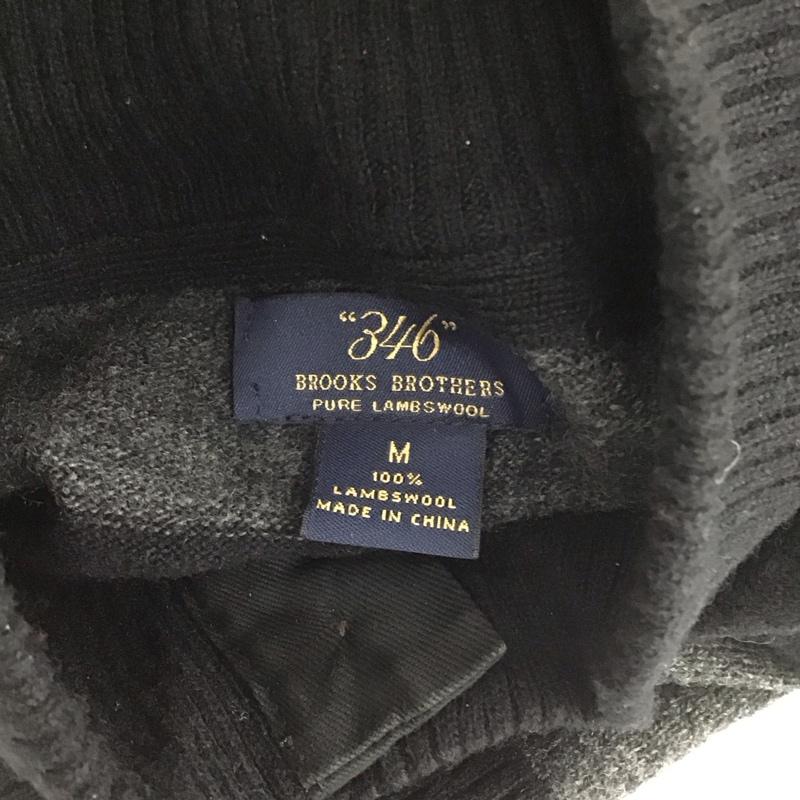 “346”
BROOKS BROTHERS
PURE LAMBSWOOL
M
100%
LAMBSWOOL
MADE IN CHINA